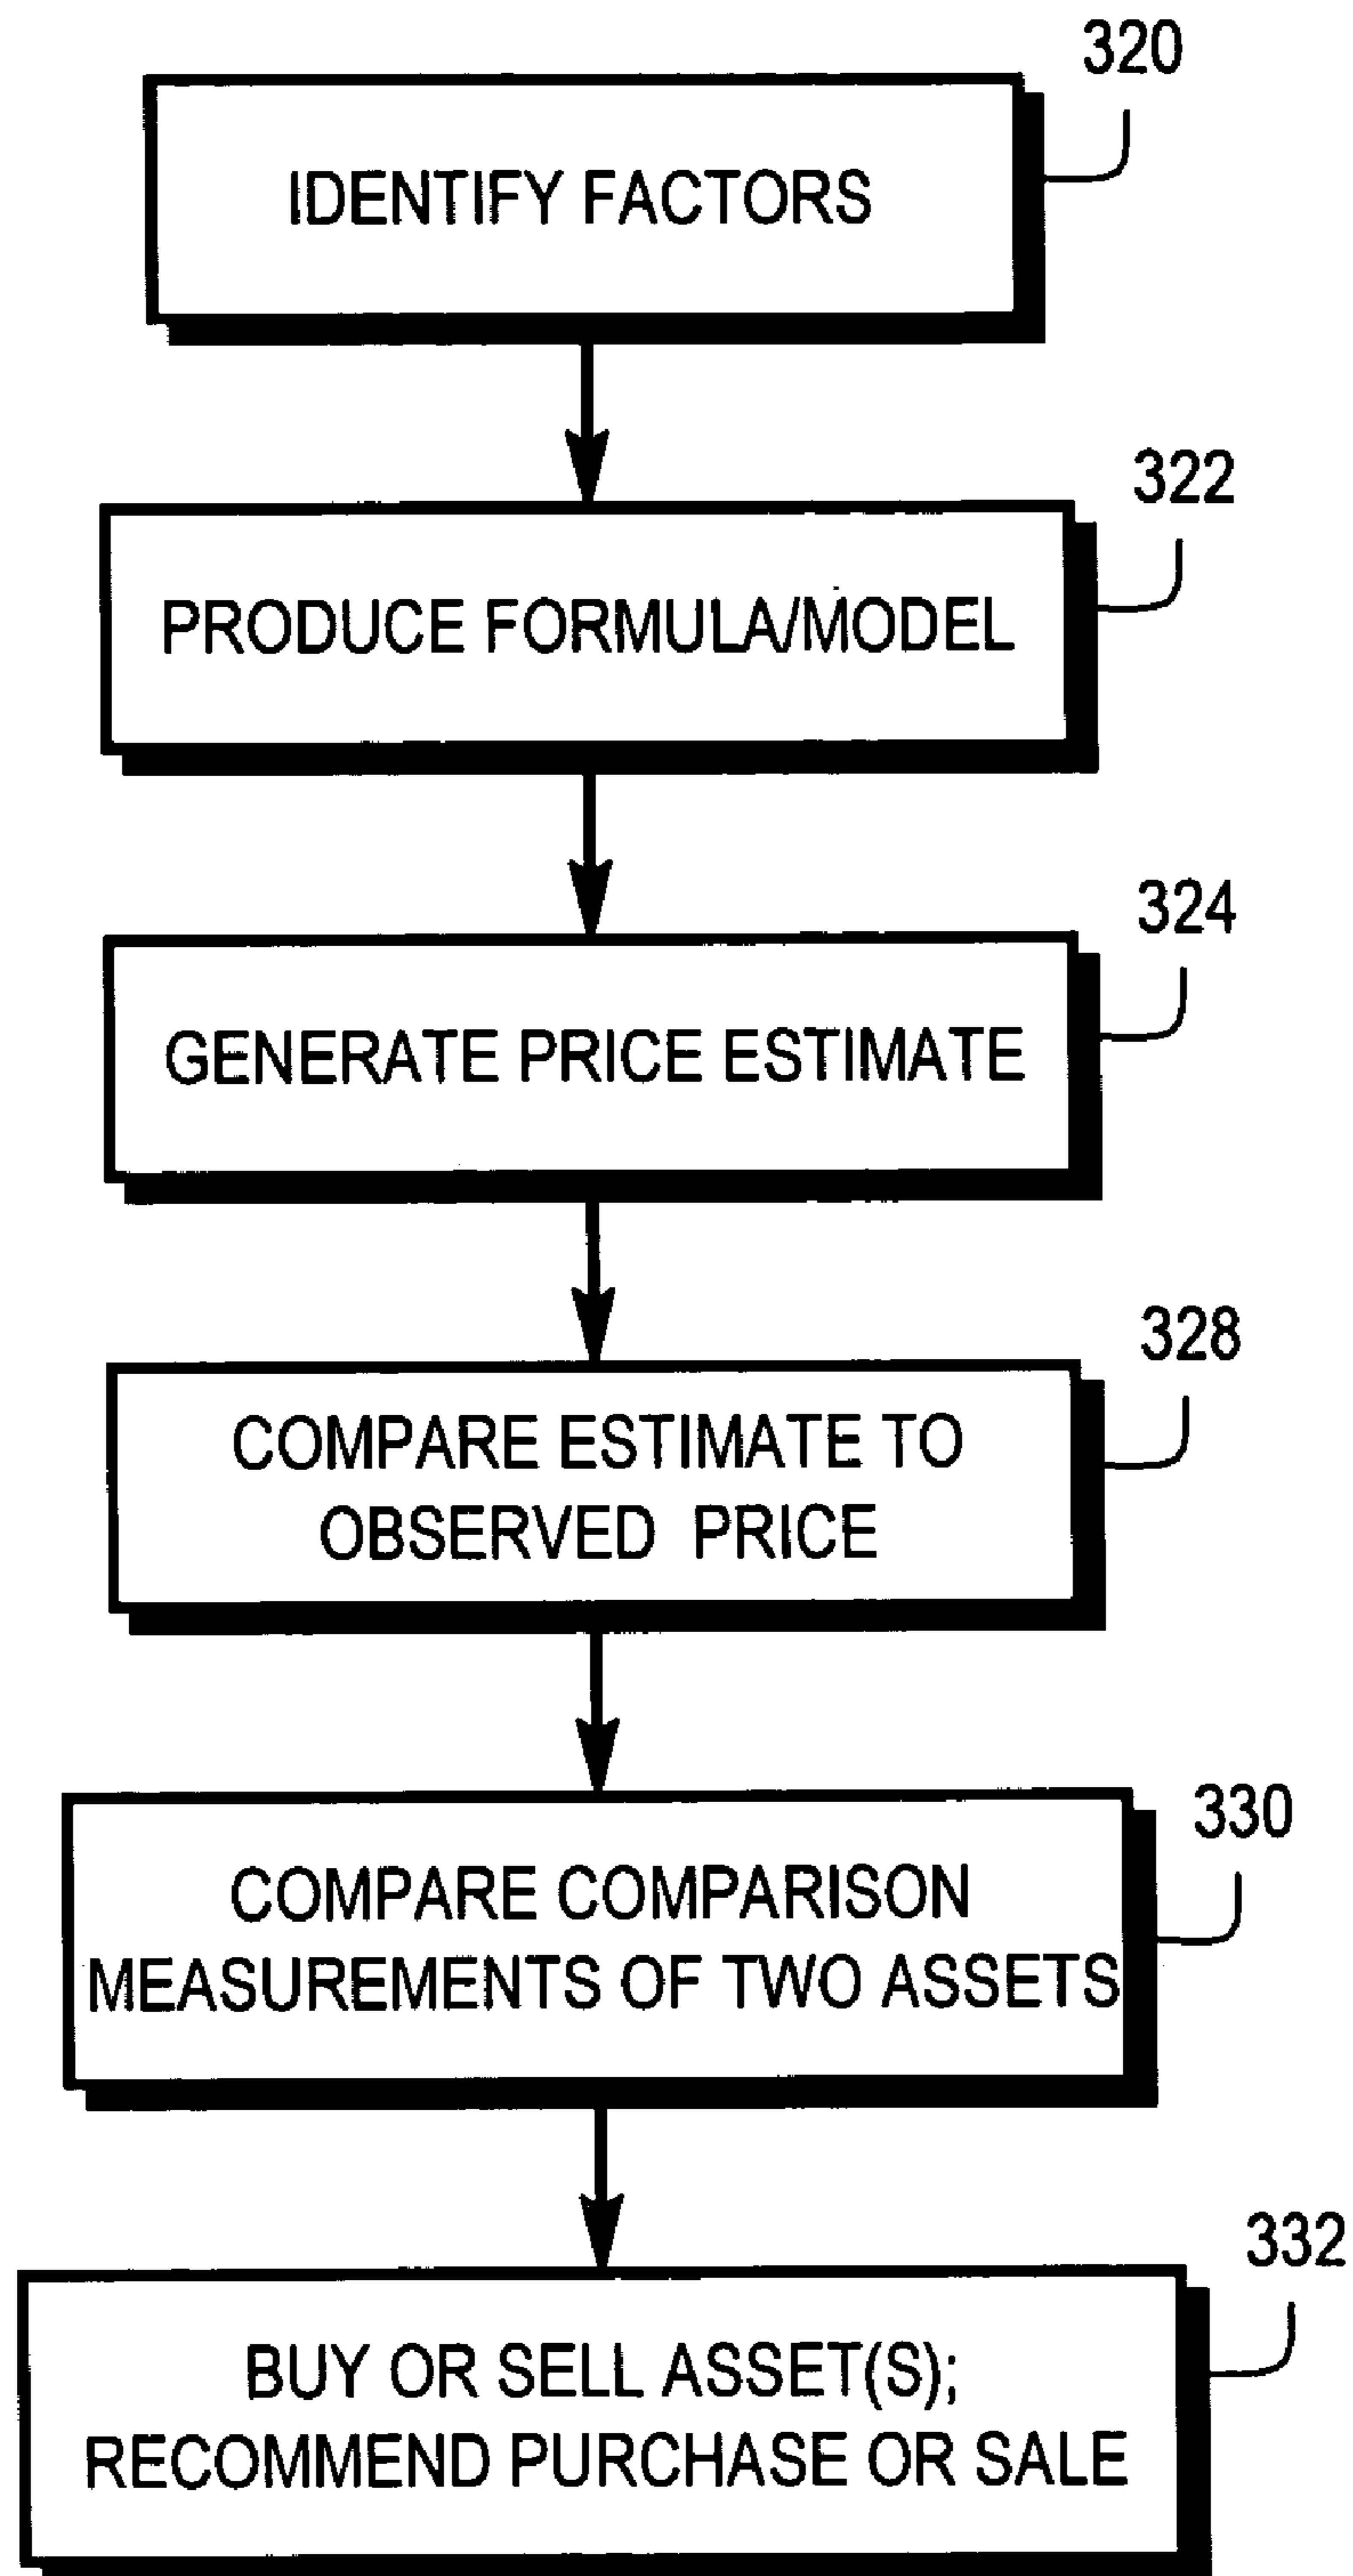 320
IDENTIFY FACTORS
322
PRODUCE FORMULA/MODEL
324
GENERATE PRICE ESTIMATE
328
COMPARE ESTIMATE TO
OBSERVED PRICE
330
COMPARE COMPARISON
MEASUREMENTS OF TWO ASSETS
332
BUY OR SELL ASSET(S);
RECOMMEND PURCHASE OR SALE